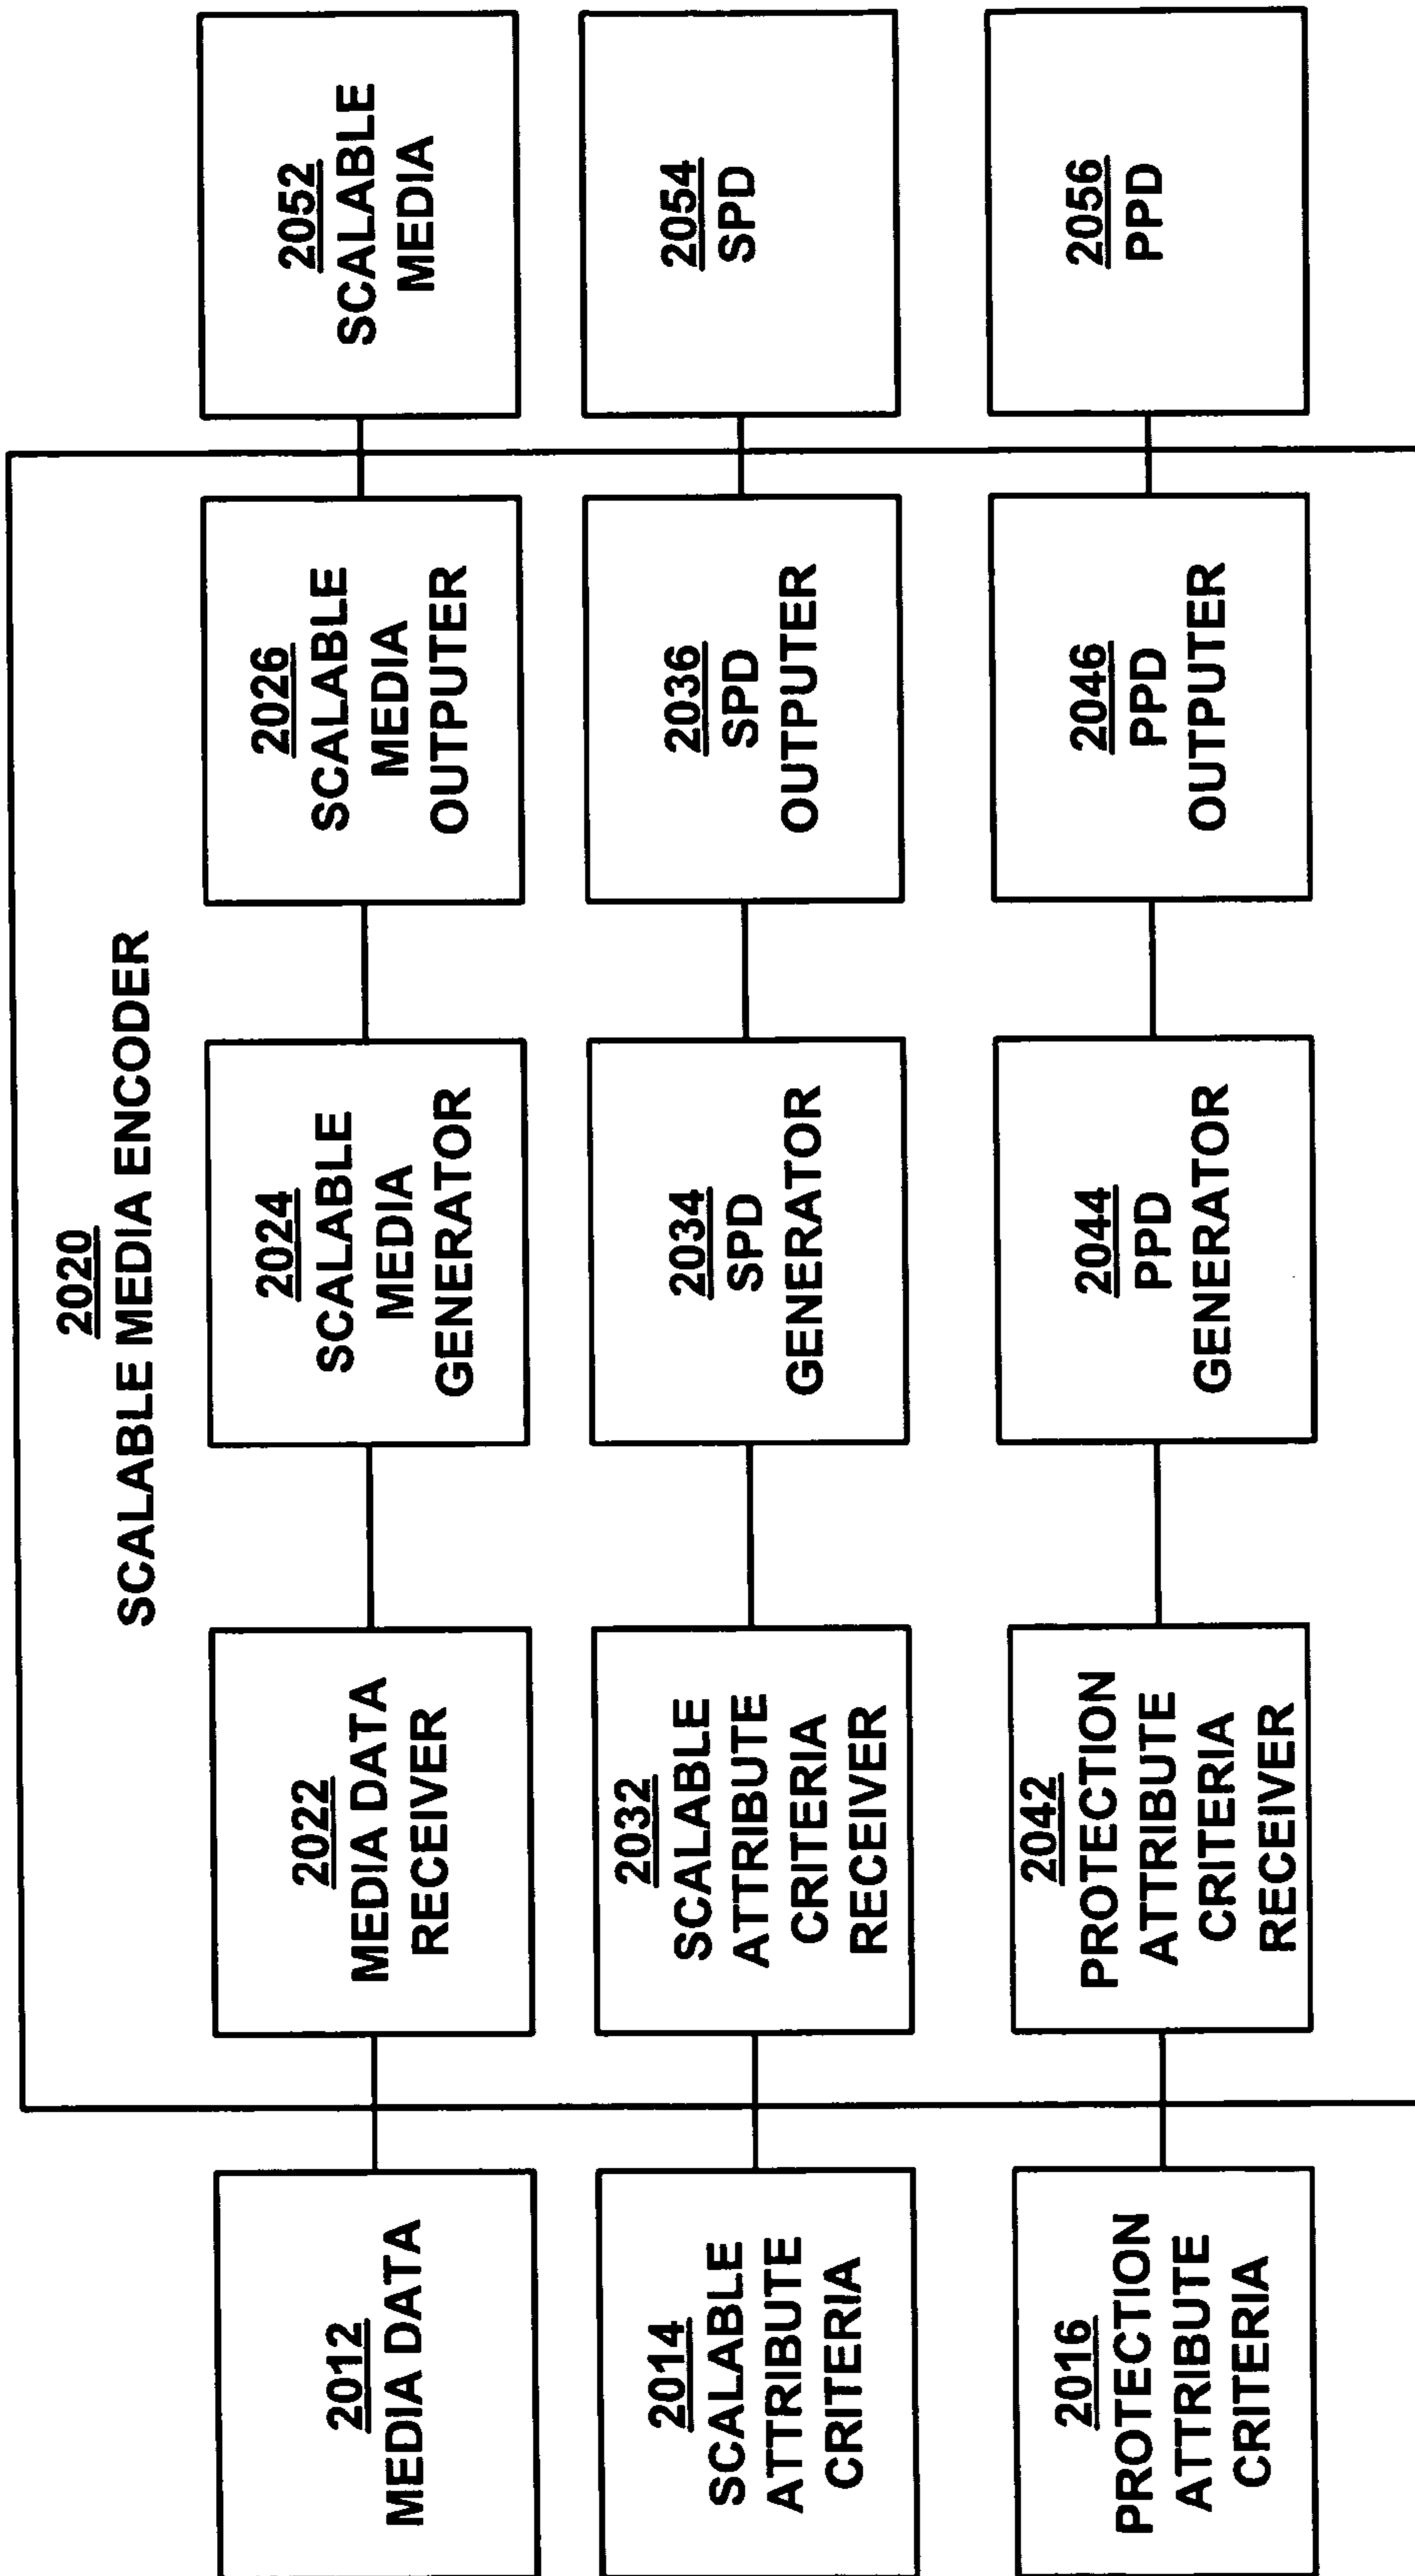 2020
SCALABLE MEDIA ENCODER
2012
MEDIA DATA
2022
MEDIA DATA
RECEIVER
2024
SCALABLE
MEDIA
GENERATOR
2026
SCALABLE
MEDIA
OUTPUTER
2052
SCALABLE
MEDIA
2014
SCALABLE
ATTRIBUTE
CRITERIA
2032
SCALABLE
ATTRIBUTE
CRITERIA
RECEIVER
2034
SPD
GENERATOR
2036
SPD
OUTPUTER
2054
SPD
2016
PROTECTION
ATTRIBUTE
CRITERIA
2042
PROTECTION
ATTRIBUTE
CRITERIA
RECEIVER
2044
PPD
GENERATOR
2046
PPD
OUTPUTER
2056
PPD